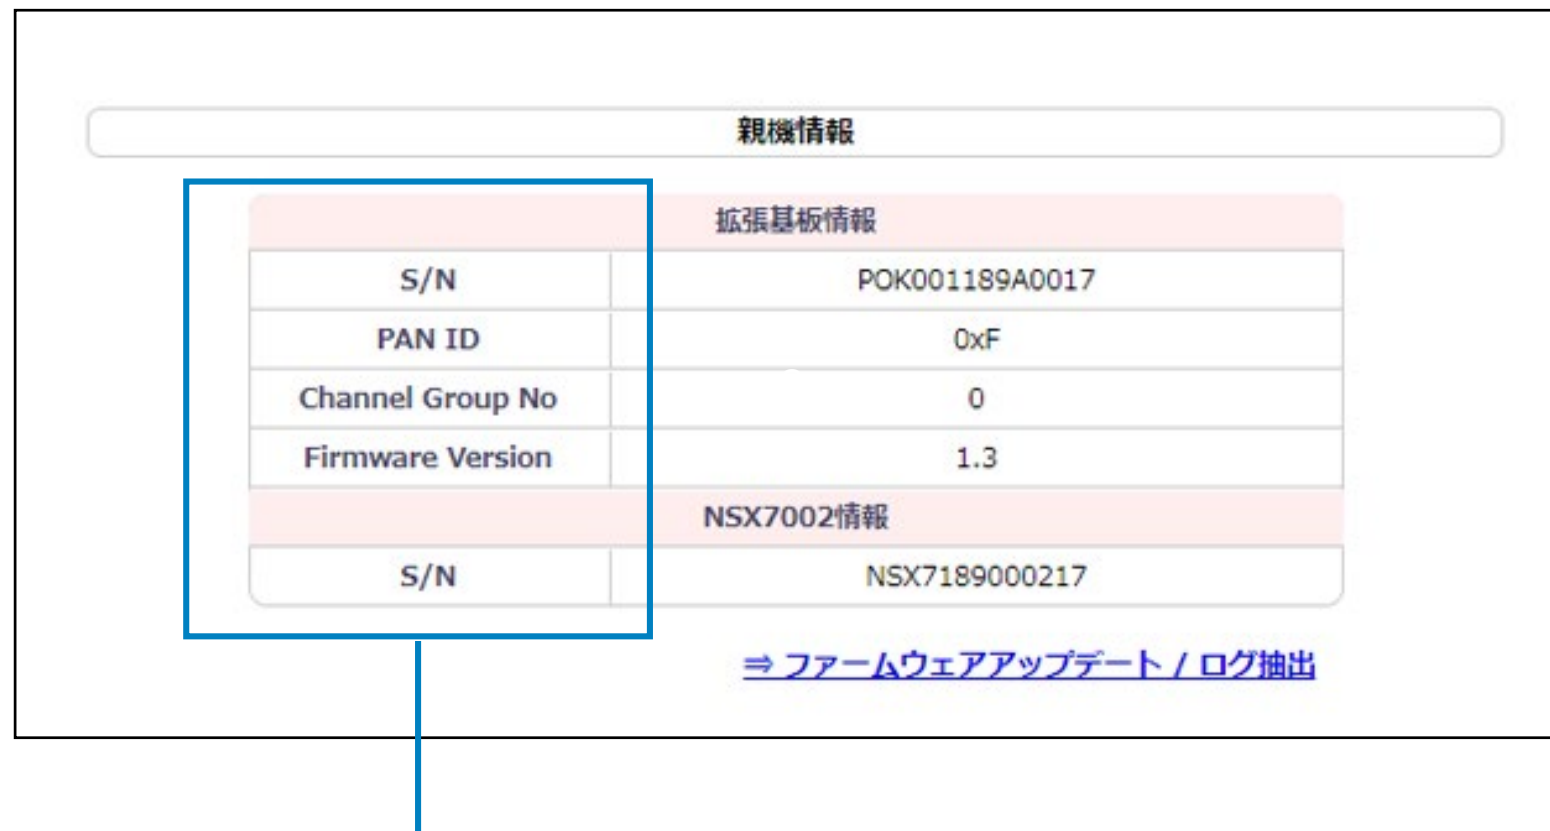 親機情報
拡張基板情報
S/N POK001189A0017
PAN ID 0xF
Channel Group No 0
Firmware Version 1.3
NSX7002情報
S/N NSX7189000217
⇒ ファームウェアアップデート / ログ抽出